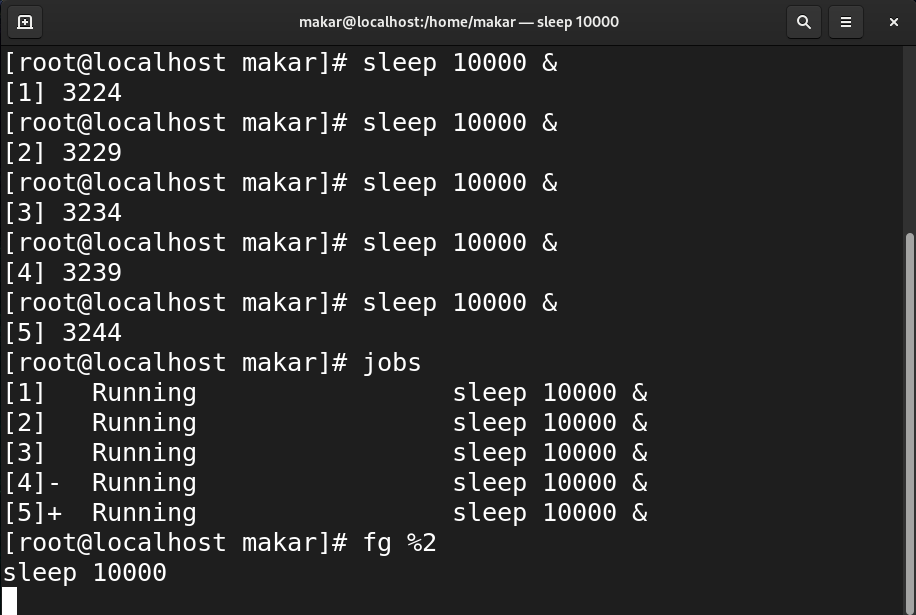 makar@localhost:/home/makar — sleep 10000
[root@localhost makar]# sleep 10000 &
[1] 3224
[root@localhost makar]# sleep 10000 &
[2] 3229
[root@localhost makar]# sleep 10000 &
[3] 3234
[root@localhost makar]# sleep 10000 &
[4] 3239
[root@localhost makar]# sleep 10000 &
[5] 3244
[root@localhost makar]# jobs
[1]   Running                 sleep 10000 &
[2]   Running                 sleep 10000 &
[3]   Running                 sleep 10000 &
[4]-  Running                 sleep 10000 &
[5]+  Running                 sleep 10000 &
[root@localhost makar]# fg %2
sleep 10000